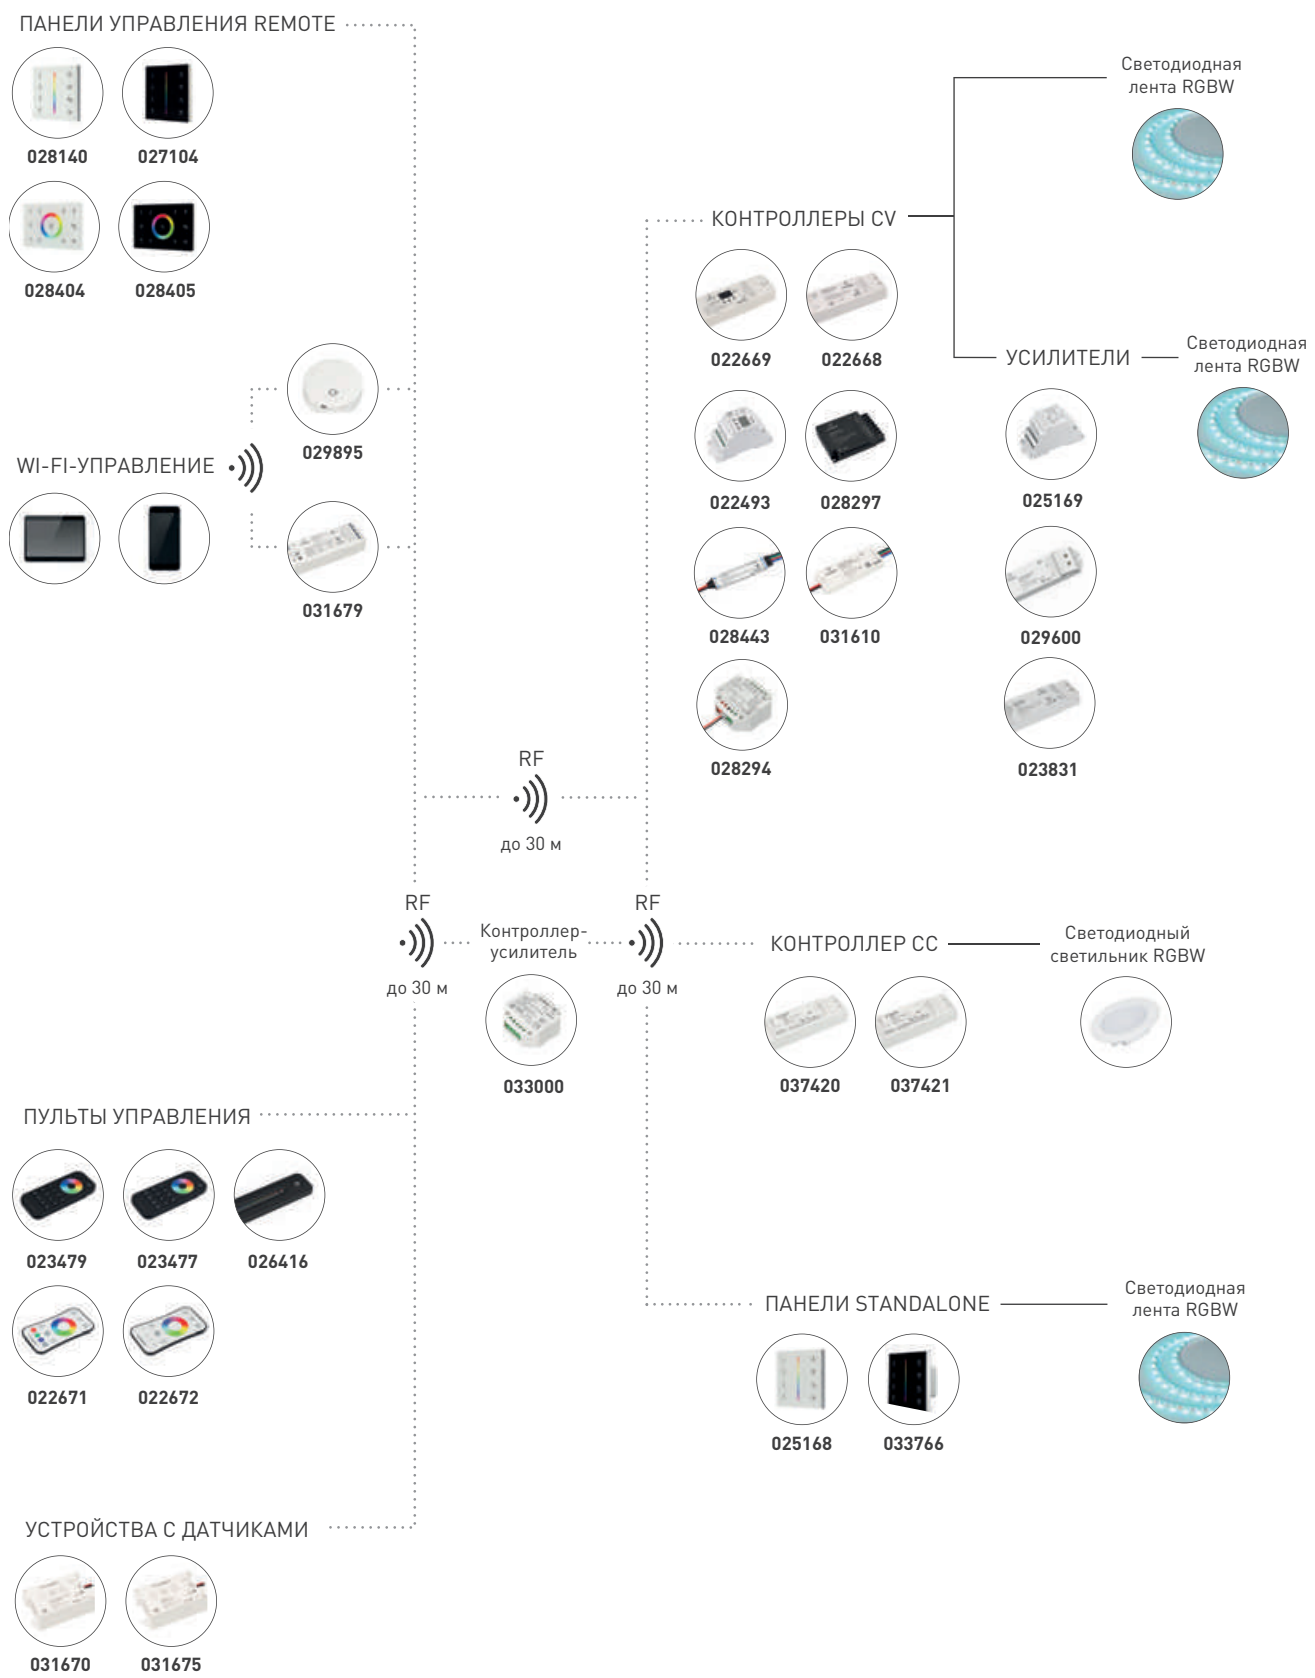 ПАНЕЛИ УПРАВЛЕНИЯ REMOTE
028140
027104
028404
028405
WI-FI-УПРАВЛЕНИЕ
029895
031679
RF
до 30 м
RF
до 30 м
Контроллер-
усилитель
033000
RF
до 30 м
ПУЛЬТЫ УПРАВЛЕНИЯ
023479
023477
026416
022671
022672
УСТРОЙСТВА С ДАТЧИКАМИ
031670
031675
КОНТРОЛЛЕРЫ CV
022669
022668
022493
028297
028443
031610
028294
Светодиодная
лента RGBW
УСИЛИТЕЛИ
025169
029600
023831
Светодиодная
лента RGBW
КОНТРОЛЛЕР CC
037420
037421
Светодиодный
светильник RGBW
ПАНЕЛИ STANDALONE
025168
033766
Светодиодная
лента RGBW